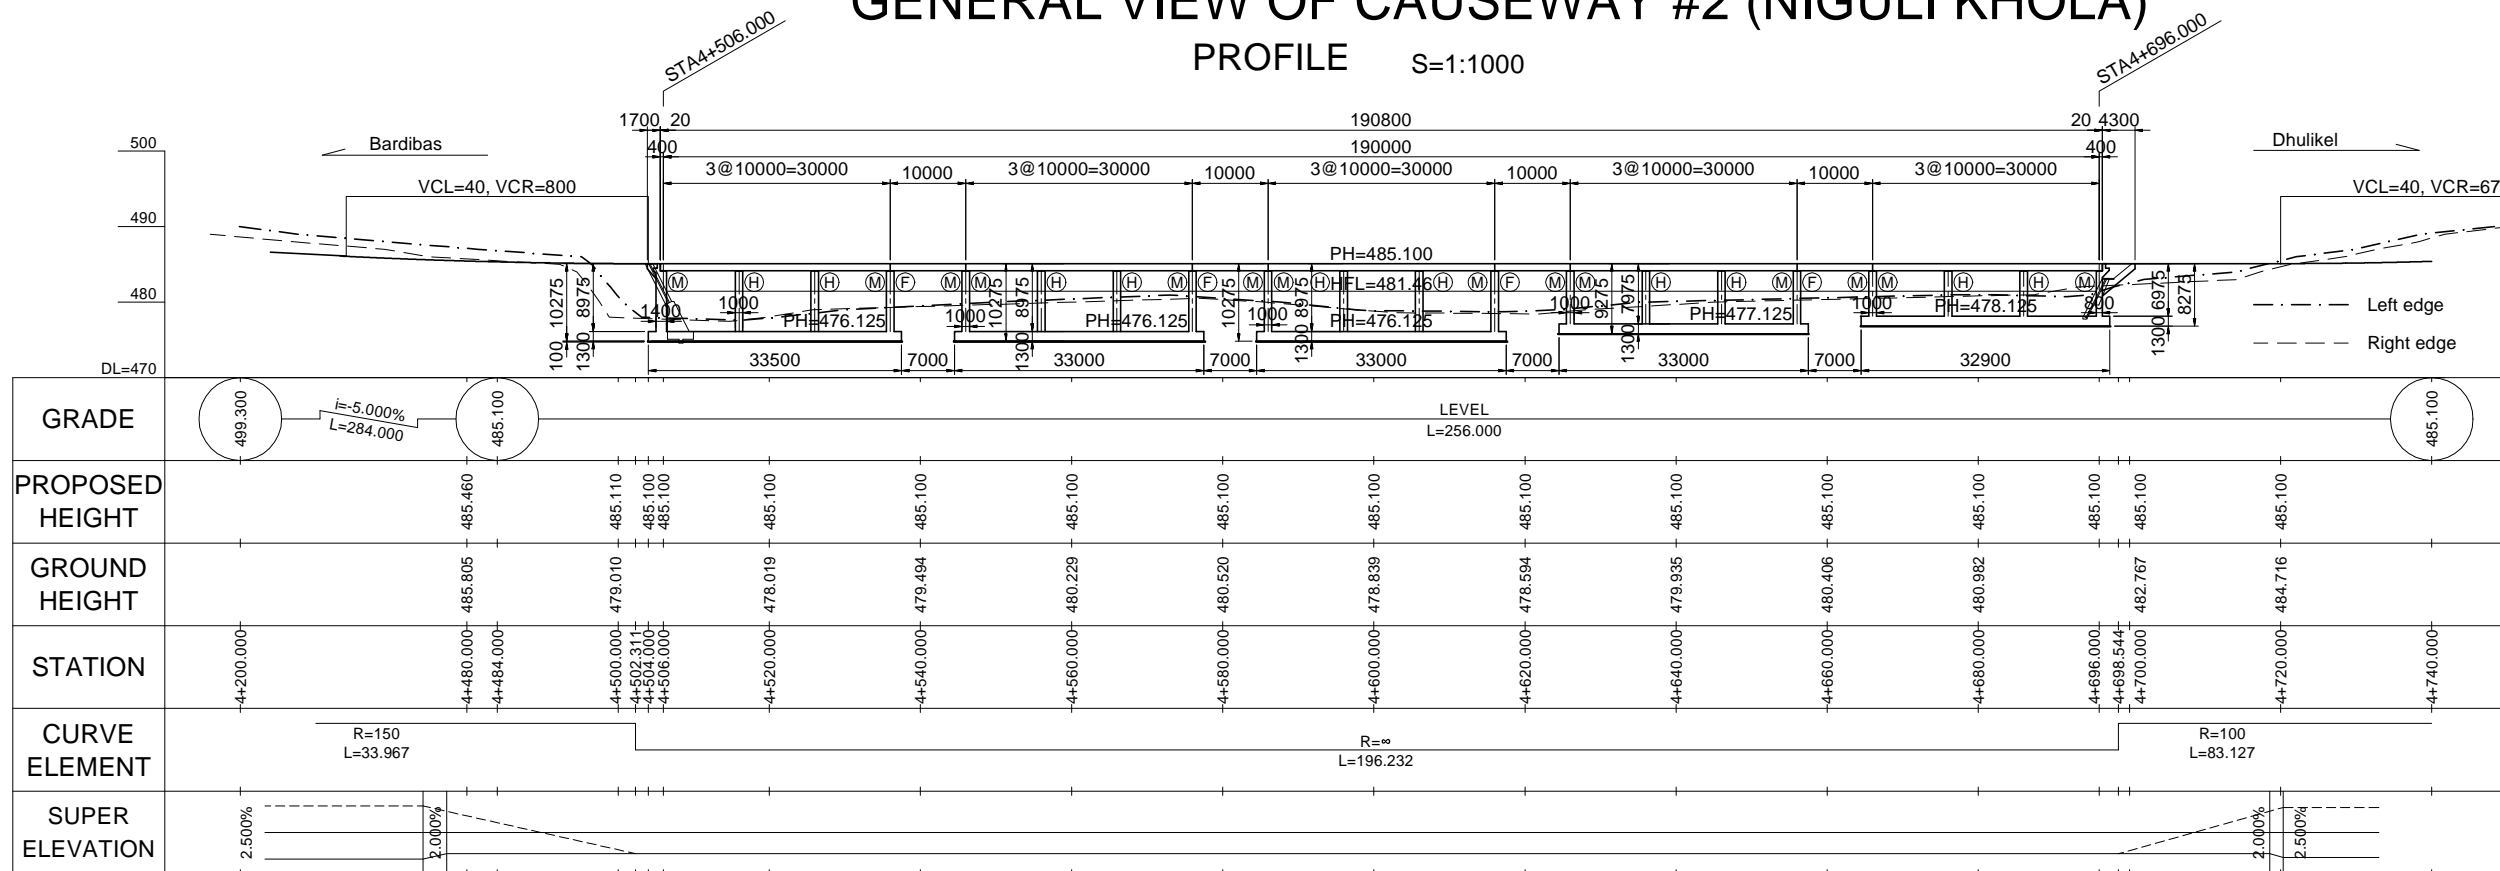 GENERAL VIEW OF CAUSEWAY #2 (NIGULI KHOLA)
PROFILE S=1:1000
STA4+506.000
STA4+696.000
1700 20 190800 20 4300
400 190000 400
3@10000=30000 10000 3@10000=30000 10000 3@10000=30000 10000 3@10000=30000 10000 3@10000=30000
500
Bardibas
Dhulikel
VCL=40, VCR=800
VCL=40, VCR=67
490
PH=485.100
480
M H H M F M M H H M F M M H HFL=481.46 H M F M M H H M F M M H H M
10275 8975 10275 8975 10275 8975 9275 7975 6975 8275
1400 1000 1000 1000 1000 1000 800
PH=476.125 PH=476.125 PH=476.125 PH=477.125 PH=478.125
Left edge
Right edge
100 1300 1300 1300 1300 1300
33500 7000 33000 7000 33000 7000 33000 7000 32900
DL=470
GRADE
499.300 i=-5.000% 485.100 LEVEL 485.100
L=284.000 L=256.000
PROPOSED
HEIGHT
485.460 485.110 485.100 485.100 485.100 485.100 485.100 485.100 485.100 485.100 485.100 485.100 485.100 485.100 485.100 485.100
GROUND
HEIGHT
485.805 479.010 478.019 479.494 480.229 480.520 478.839 478.594 479.935 480.406 480.982 482.767 484.716
STATION
4+200.000 4+480.000 4+484.000 4+500.000 4+502.311 4+504.000 4+506.000 4+520.000 4+540.000 4+560.000 4+580.000 4+600.000 4+620.000 4+640.000 4+660.000 4+680.000 4+696.000 4+698.544 4+700.000 4+720.000 4+740.000
CURVE
ELEMENT
R=150 R=∞ R=100
L=33.967 L=196.232 L=83.127
SUPER
ELEVATION
2.500% 2.000% 2.000% 2.500%